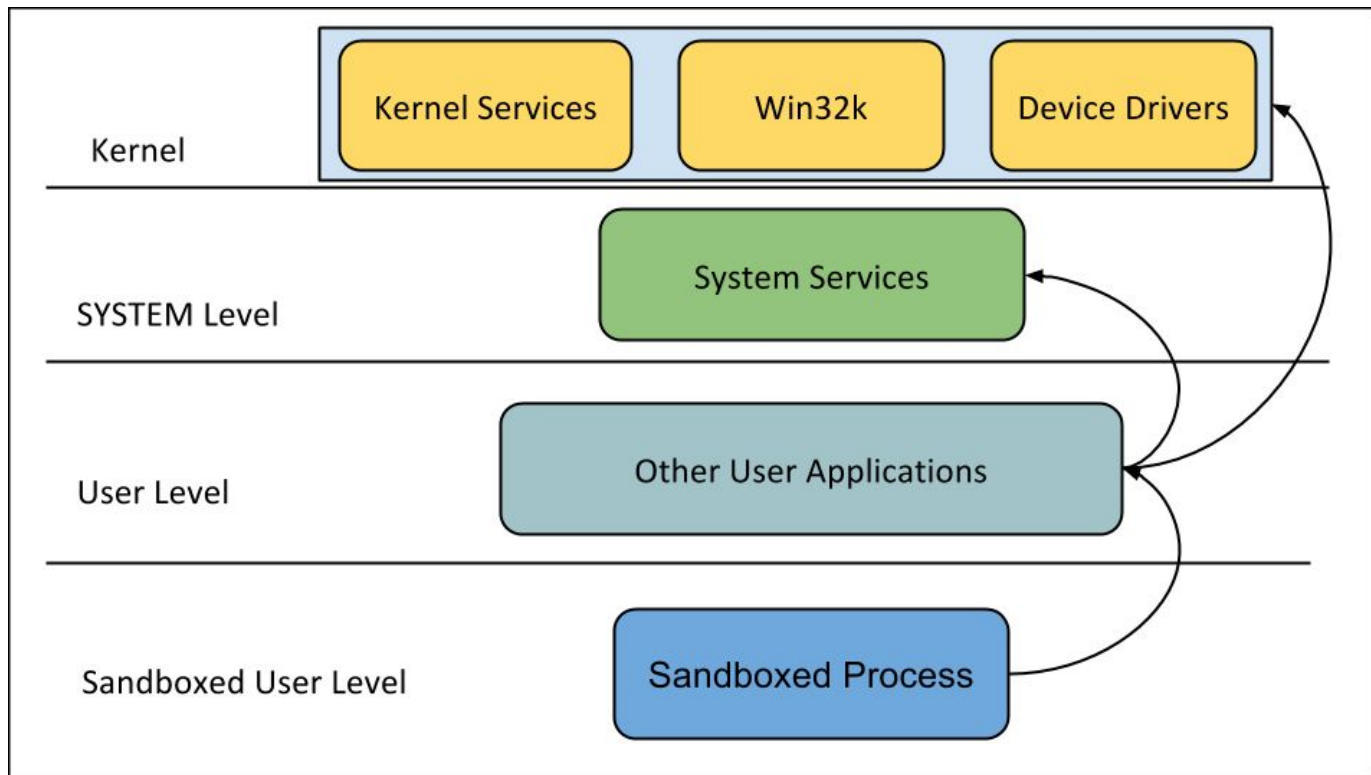 Kernel Services
Win32k
Device Drivers
Kernel
System Services
SYSTEM Level
Other User Applications
User Level
Sandboxed Process
Sandboxed User Level